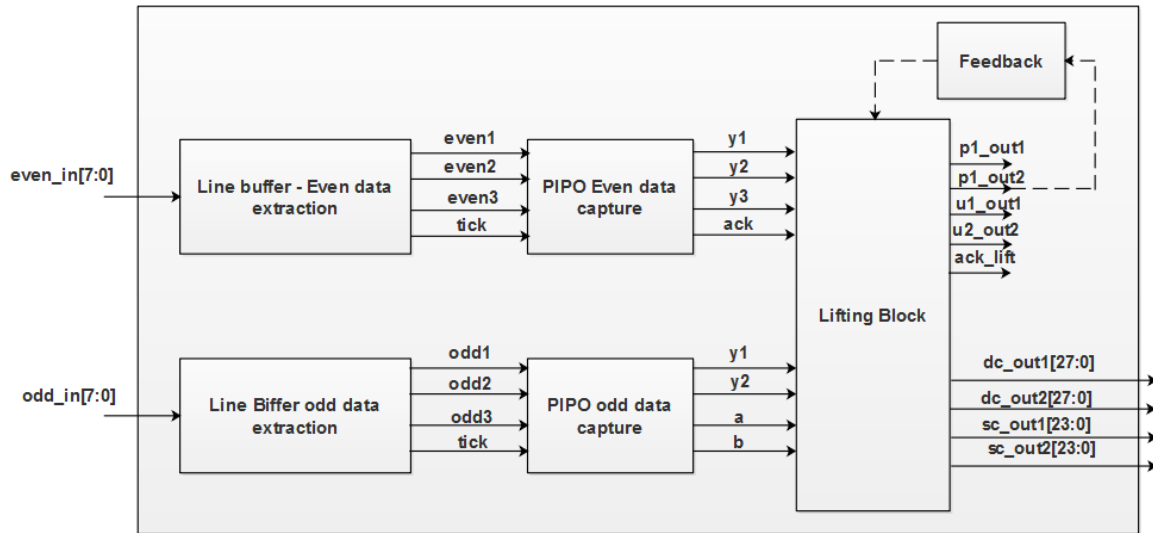 Feedback
even_in[7:0]
Line buffer - Even data
extraction
even1
even2
even3
tick
PIPO Even data
capture
y1
y2
y3
ack
Lifting Block
p1_out1
p1_out2
u1_out1
u2_out2
ack_lift
odd_in[7:0]
Line Biffer odd data
extraction
odd1
odd2
odd3
tick
PIPO odd data
capture
y1
y2
a
b
dc_out1[27:0]
dc_out2[27:0]
sc_out1[23:0]
sc_out2[23:0]